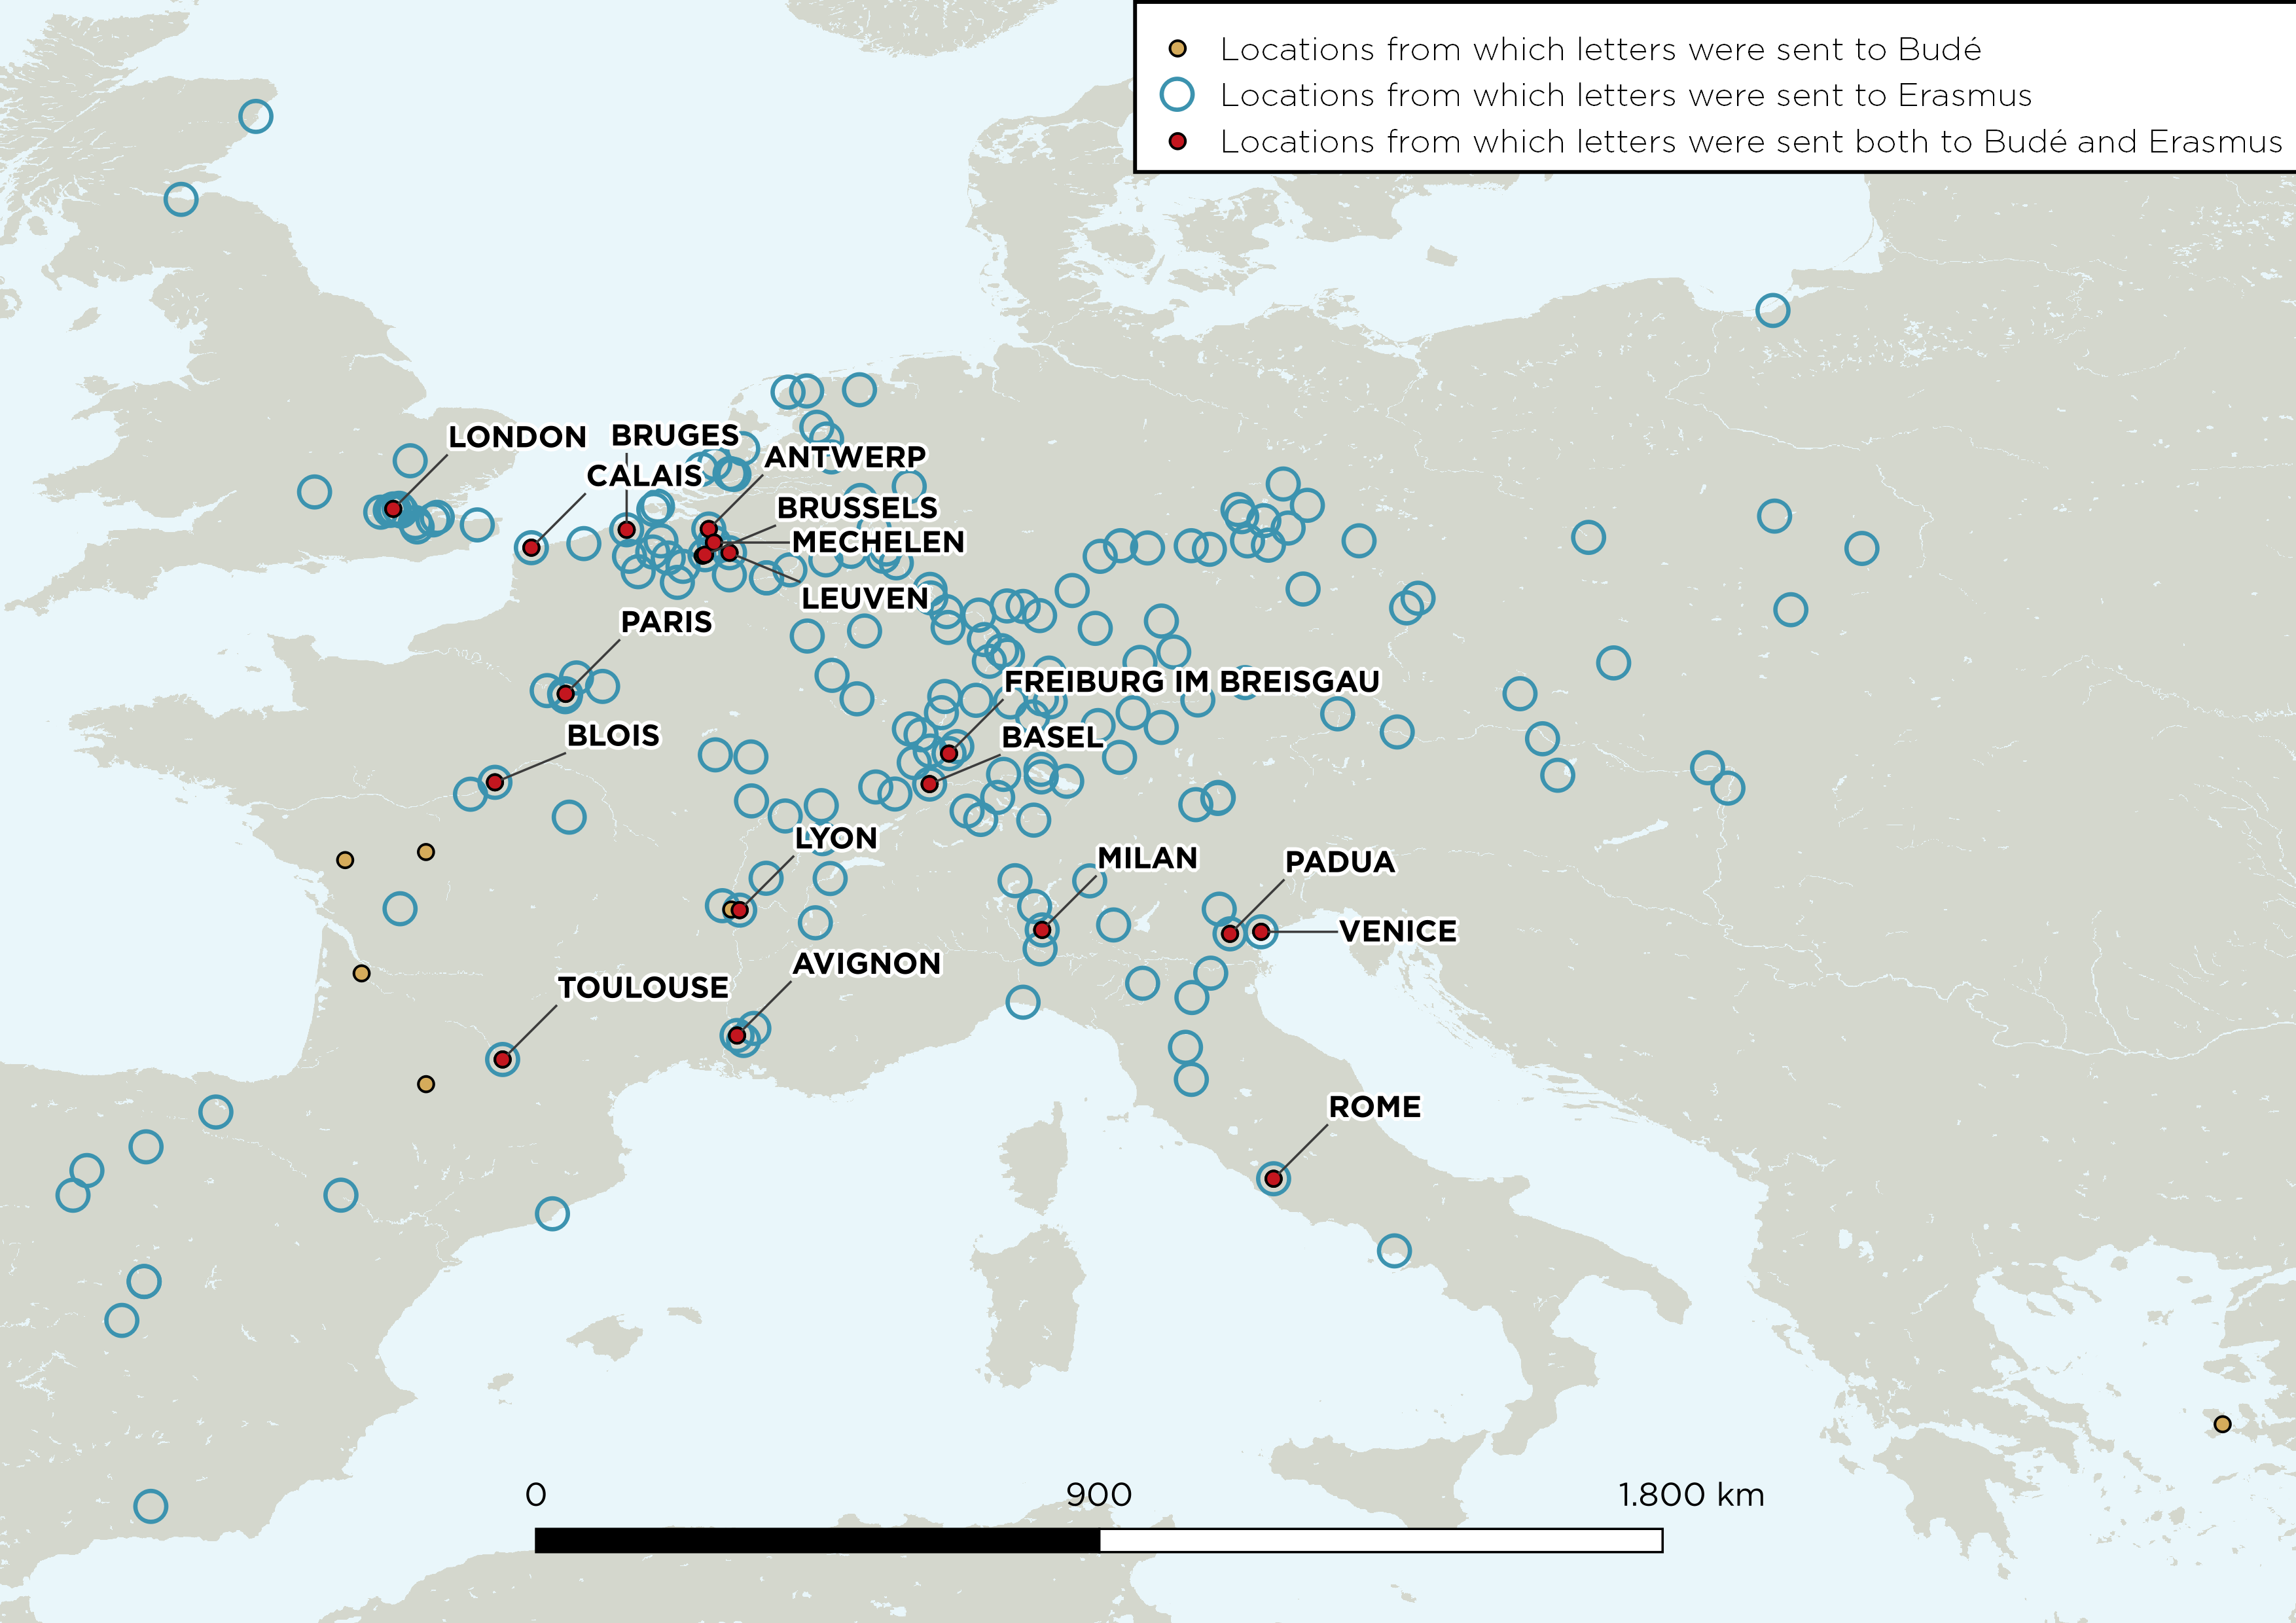 Locations from which letters were sent to Budé
Locations from which letters were sent to Erasmus
Locations from which letters were sent both to Budé and Erasmus
LONDON
BRUGES
CALAIS
ANTWERP
BRUSSELS
MECHELEN
LEUVEN
PARIS
FREIBURG IM BREISGAU
BLOIS
BASEL
LYON
MILAN
PADUA
VENICE
AVIGNON
TOULOUSE
ROME
0 900 1.800 km